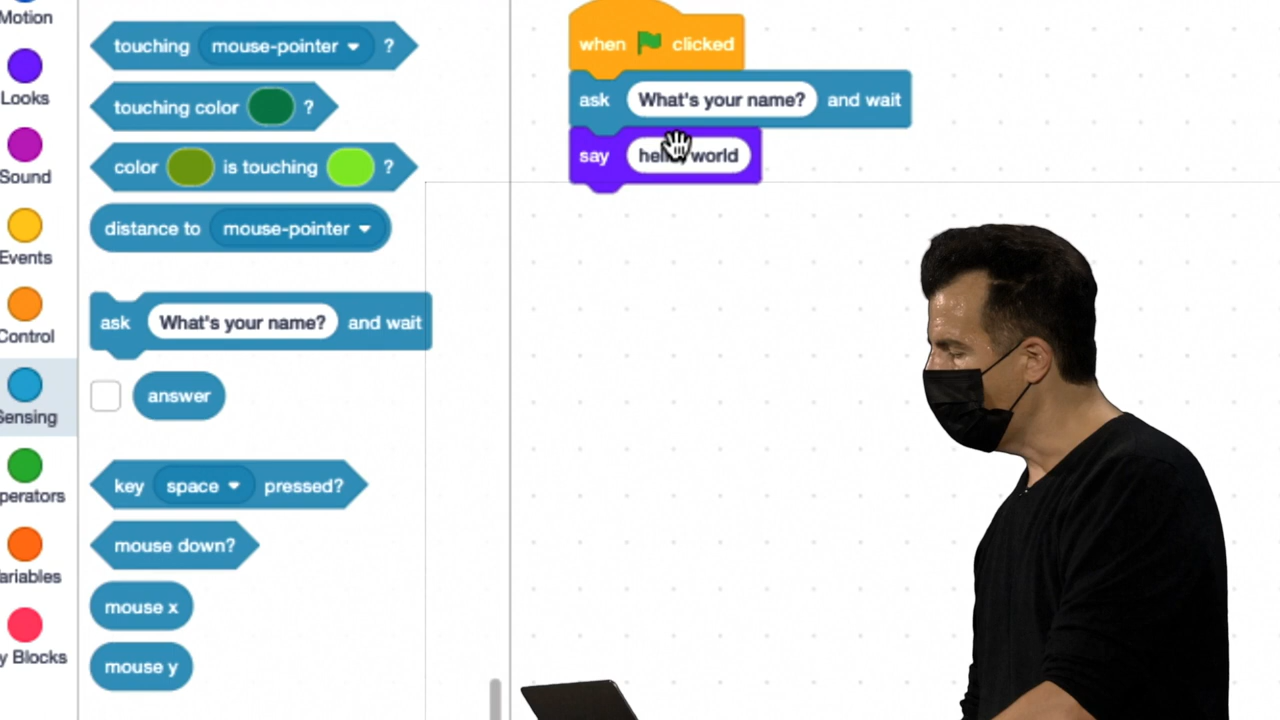 Motion
Looks
Sound
Events
Control
Sensing
perators
ariables
y Blocks
touching mouse-pointer ?
touching color ?
color is touching ?
distance to mouse-pointer
ask What's your name? and wait
answer
key space pressed?
mouse down?
mouse x
mouse y
when clicked
ask What's your name? and wait
say hello, world